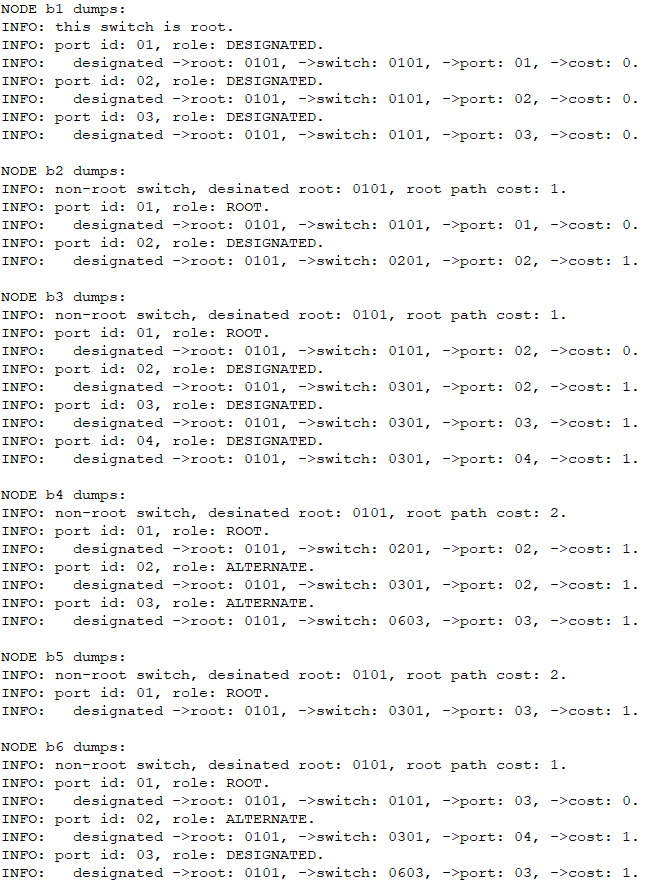 NODE b1 dumps:
INFO: this switch is root.
INFO: port id: 01, role: DESIGNATED.
INFO:   designated ->root: 0101, ->switch: 0101, ->port: 01, ->cost: 0.
INFO: port id: 02, role: DESIGNATED.
INFO:   designated ->root: 0101, ->switch: 0101, ->port: 02, ->cost: 0.
INFO: port id: 03, role: DESIGNATED.
INFO:   designated ->root: 0101, ->switch: 0101, ->port: 03, ->cost: 0.

NODE b2 dumps:
INFO: non-root switch, desinated root: 0101, root path cost: 1.
INFO: port id: 01, role: ROOT.
INFO:   designated ->root: 0101, ->switch: 0101, ->port: 01, ->cost: 0.
INFO: port id: 02, role: DESIGNATED.
INFO:   designated ->root: 0101, ->switch: 0201, ->port: 02, ->cost: 1.

NODE b3 dumps:
INFO: non-root switch, desinated root: 0101, root path cost: 1.
INFO: port id: 01, role: ROOT.
INFO:   designated ->root: 0101, ->switch: 0101, ->port: 02, ->cost: 0.
INFO: port id: 02, role: DESIGNATED.
INFO:   designated ->root: 0101, ->switch: 0301, ->port: 02, ->cost: 1.
INFO: port id: 03, role: DESIGNATED.
INFO:   designated ->root: 0101, ->switch: 0301, ->port: 03, ->cost: 1.
INFO: port id: 04, role: DESIGNATED.
INFO:   designated ->root: 0101, ->switch: 0301, ->port: 04, ->cost: 1.

NODE b4 dumps:
INFO: non-root switch, desinated root: 0101, root path cost: 2.
INFO: port id: 01, role: ROOT.
INFO:   designated ->root: 0101, ->switch: 0201, ->port: 02, ->cost: 1.
INFO: port id: 02, role: ALTERNATE.
INFO:   designated ->root: 0101, ->switch: 0301, ->port: 02, ->cost: 1.
INFO: port id: 03, role: ALTERNATE.
INFO:   designated ->root: 0101, ->switch: 0603, ->port: 03, ->cost: 1.

NODE b5 dumps:
INFO: non-root switch, desinated root: 0101, root path cost: 2.
INFO: port id: 01, role: ROOT.
INFO:   designated ->root: 0101, ->switch: 0301, ->port: 03, ->cost: 1.

NODE b6 dumps:
INFO: non-root switch, desinated root: 0101, root path cost: 1.
INFO: port id: 01, role: ROOT.
INFO:   designated ->root: 0101, ->switch: 0101, ->port: 03, ->cost: 0.
INFO: port id: 02, role: ALTERNATE.
INFO:   designated ->root: 0101, ->switch: 0301, ->port: 04, ->cost: 1.
INFO: port id: 03, role: DESIGNATED.
INFO:   designated ->root: 0101, ->switch: 0603, ->port: 03, ->cost: 1.